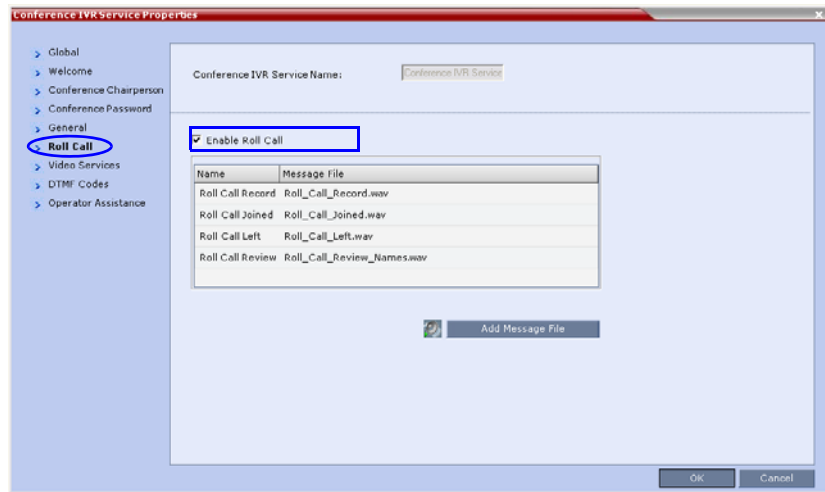 Conference IVR Service Properties
x
Global
Welcome
Conference Chairperson
Conference Password
General
Roll Call
Video Services
DTMF Codes
Operator Assistance
Conference IVR Service Name:
Conference IVR Service
Enable Roll Call
Name Message File
Roll Call Record Roll_Call_Record.wav
Roll Call Joined Roll_Call_Joined.wav
Roll Call Left Roll_Call_Left.wav
Roll Call Review Roll_Call_Review_Names.wav
Add Message File
OK Cancel